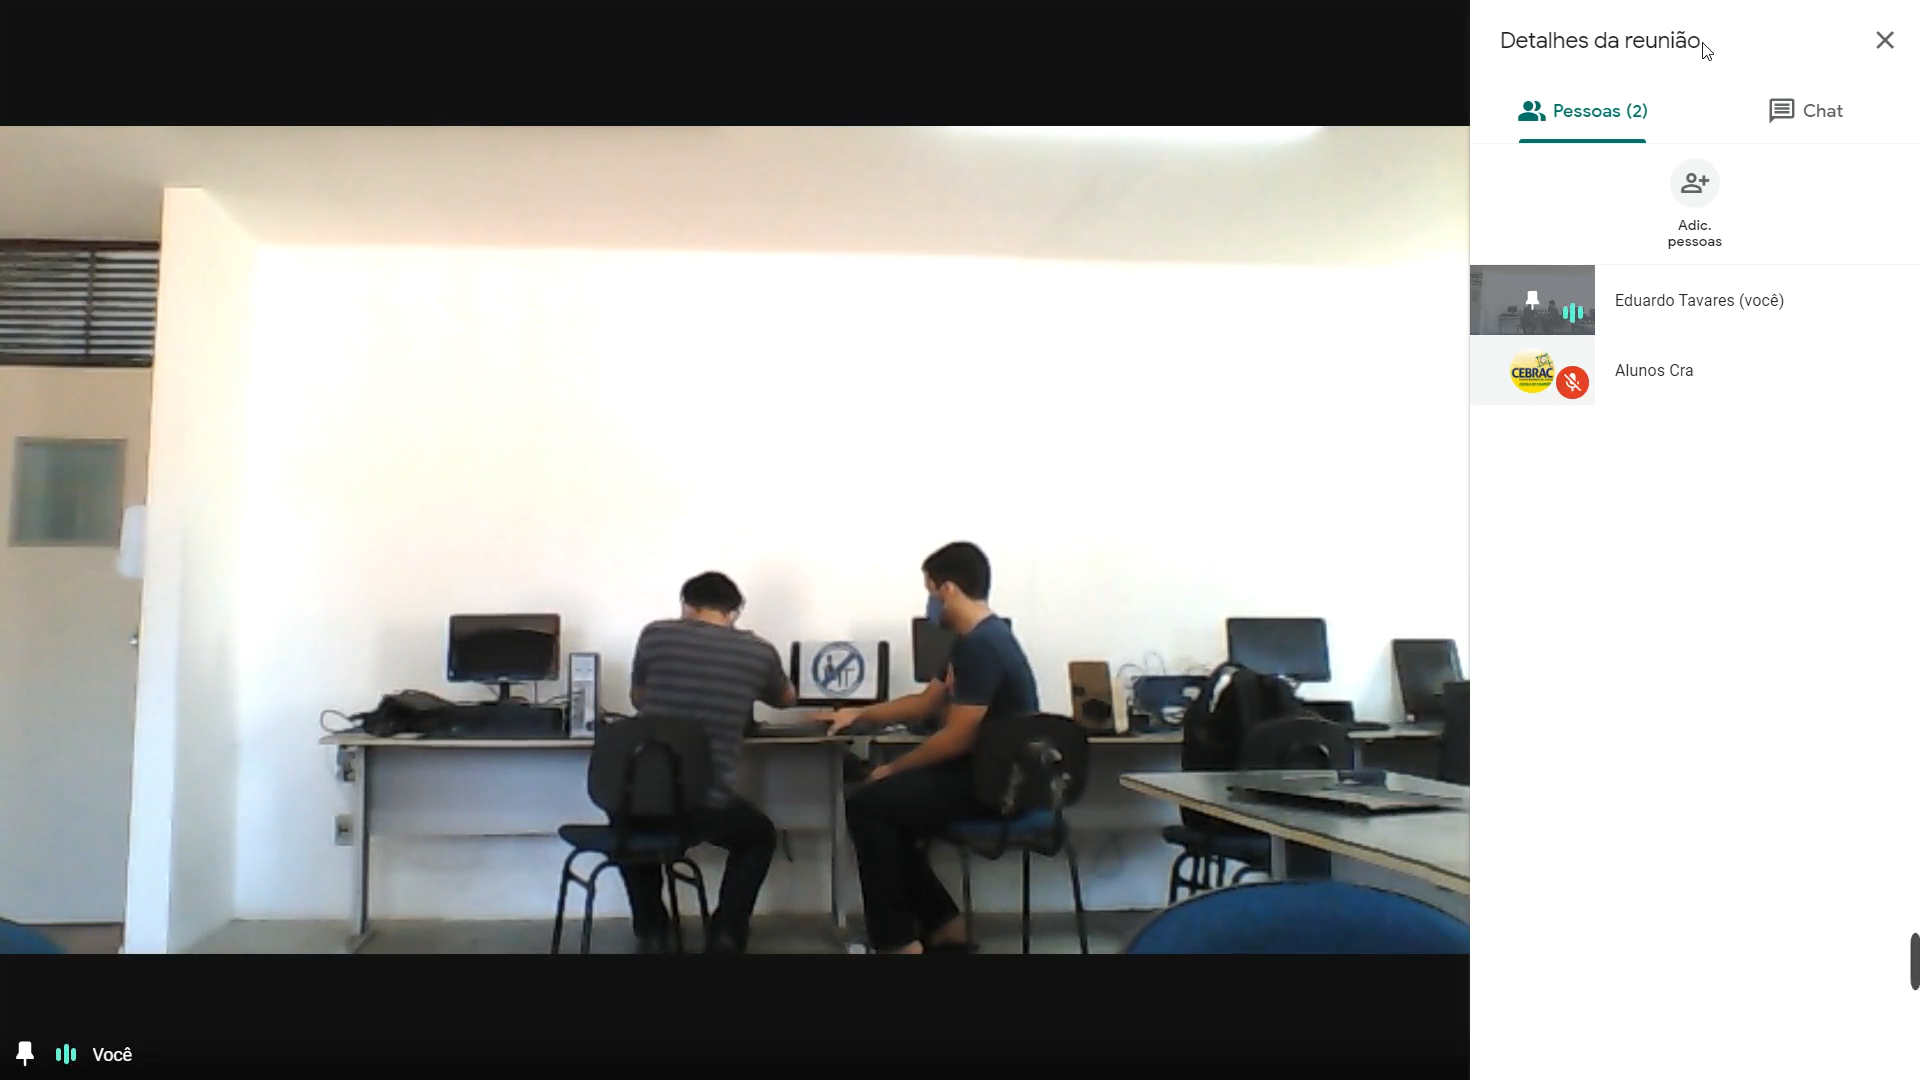 Detalhes da reunião
Pessoas (2)
Chat
Adic.
pessoas
Eduardo Tavares (você)
CEBRAC
Alunos Cra
Você